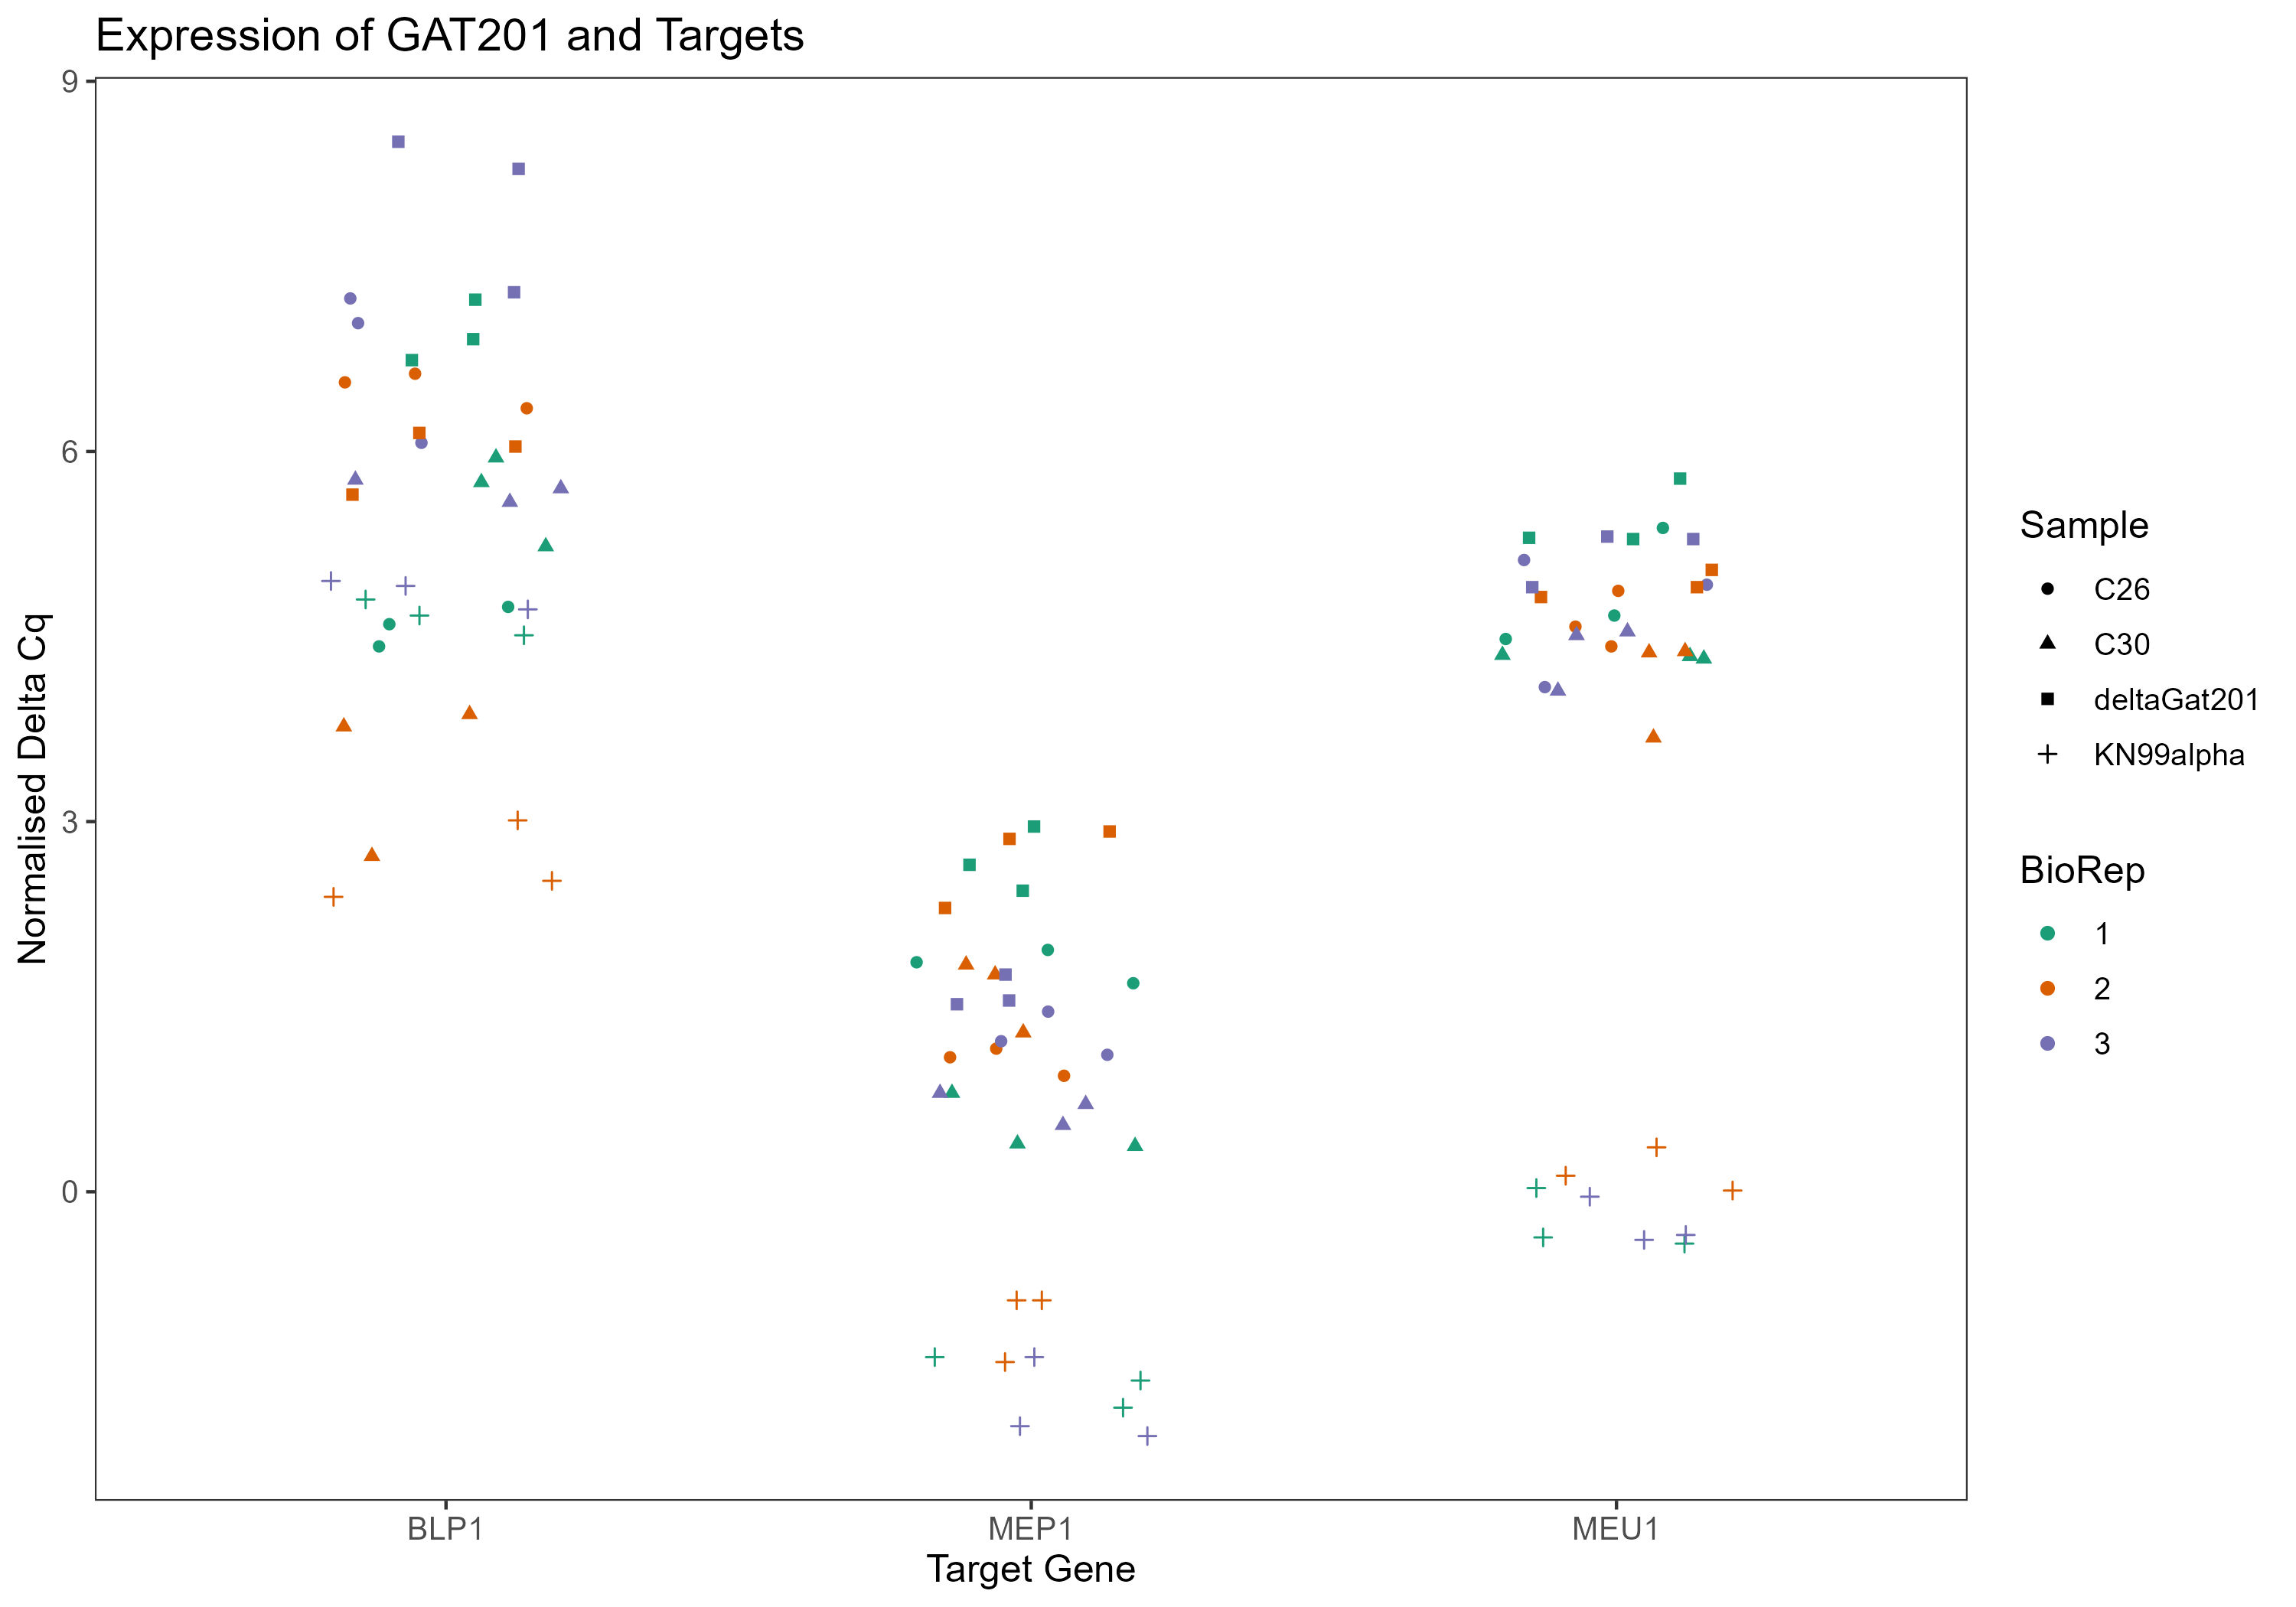 Expression of GAT201 and Targets
Normalised Delta Cq
9
6
3
0
BLP1
MEP1
MEU1
Target Gene
Sample
C26
C30
deltaGat201
KN99alpha
BioRep
1
2
3